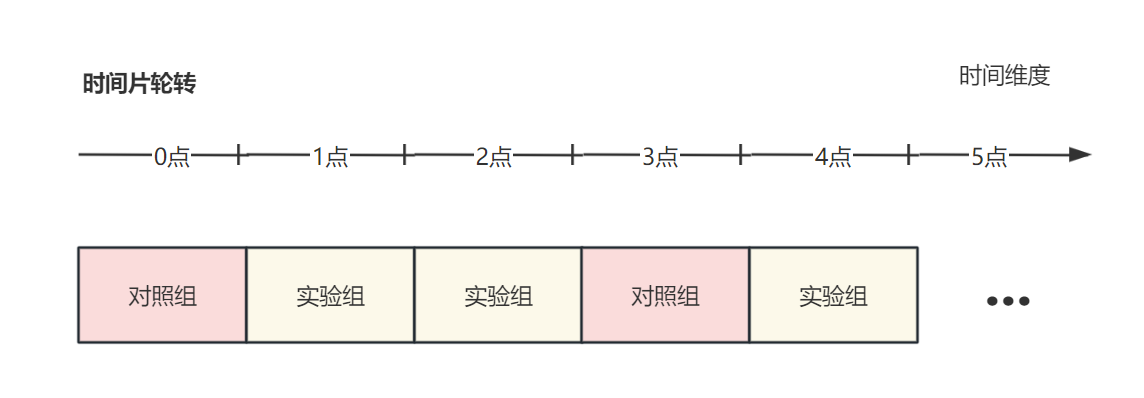 时间片轮转
时间维度
0点 1点 2点 3点 4点 5点
对照组 实验组 实验组 对照组 实验组 •••